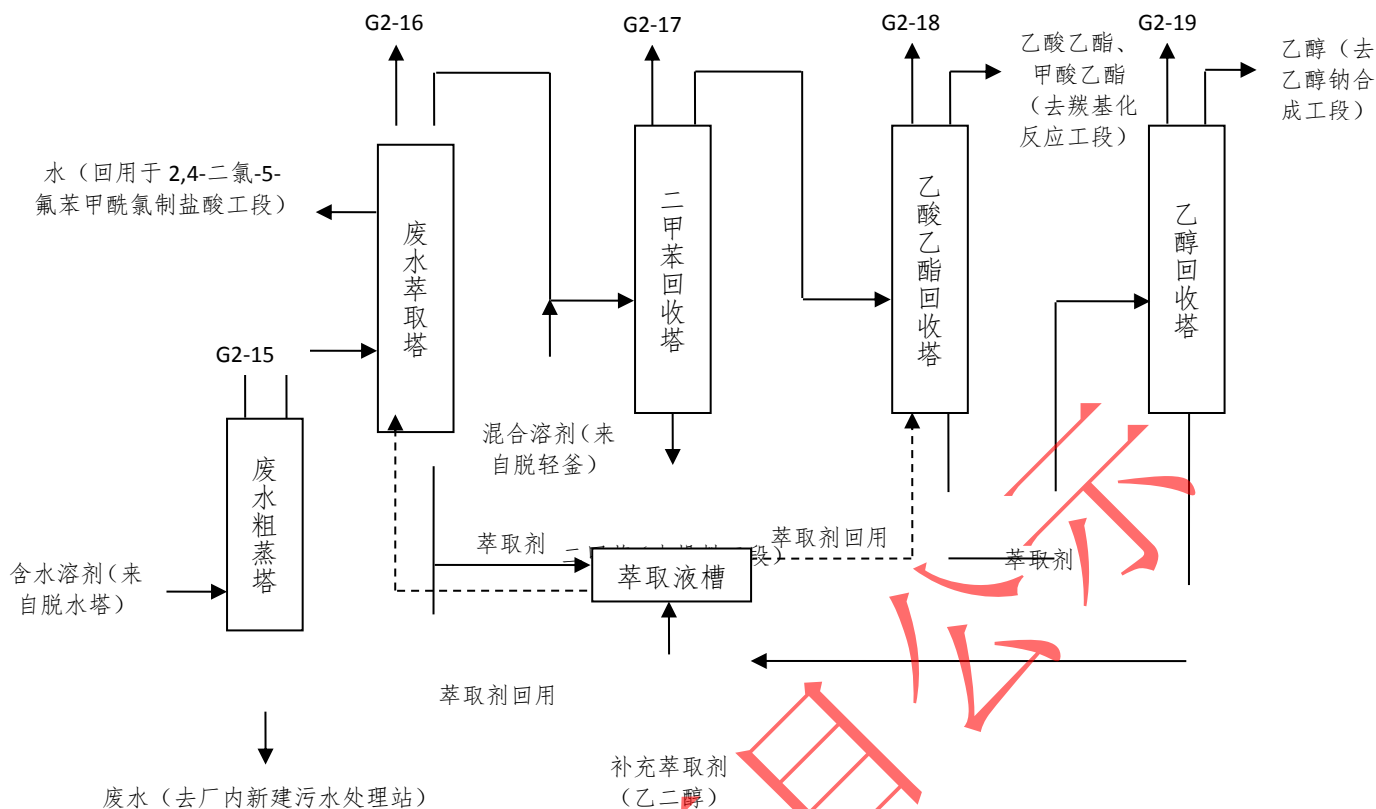 G2-16
G2-17
G2-18
G2-19
乙酸乙酯、
甲酸乙酯
（去羰基化
反应工段）
乙醇（去
乙醇钠合
成工段）
水（回用于 2,4-二氯-5-
氟苯甲酰氯制盐酸工段）
废水萃取塔
二甲苯回收塔
乙酸乙酯回收塔
乙醇回收塔
G2-15
废水粗蒸塔
混合溶剂（来
自脱轻釜）
含水溶剂（来
自脱水塔）
萃取剂
萃取剂回用
萃取剂
萃取液槽
萃取剂回用
补充萃取剂
（乙二醇）
废水（去厂内新建污水处理站）